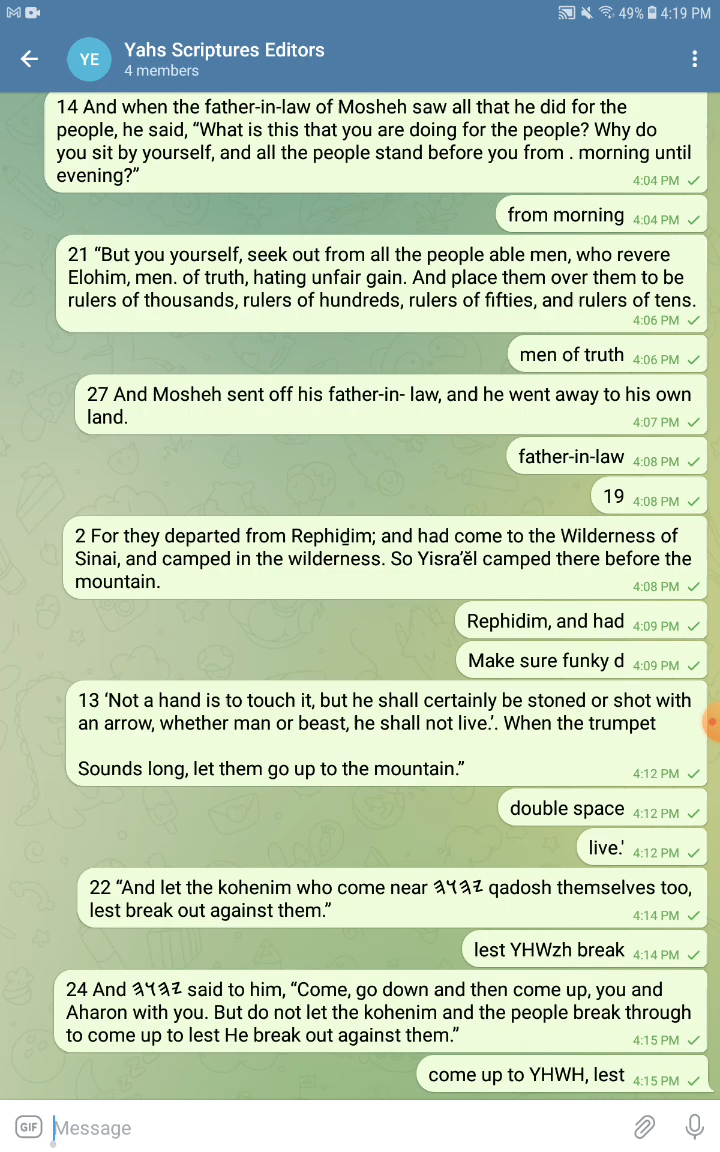 49% 4:19 PM
YE
Yahs Scriptures Editors
4 members
14 And when the father-in-law of Mosheh saw all that he did for the
people, he said, “What is this that you are doing for the people? Why do
you sit by yourself, and all the people stand before you from . morning until
evening?”
4:04 PM
from morning 4:04 PM
21 “But you yourself, seek out from all the people able men, who revere
Elohim, men. of truth, hating unfair gain. And place them over them to be
rulers of thousands, rulers of hundreds, rulers of fifties, and rulers of tens.
4:06 PM
men of truth 4:06 PM
27 And Mosheh sent off his father-in- law, and he went away to his own
land.
4:07 PM
father-in-law 4:08 PM
19 4:08 PM
2 For they departed from Rephiḏim; and had come to the Wilderness of
Sinai, and camped in the wilderness. So Yisra’ĕl camped there before the
mountain.
4:08 PM
Rephidim, and had 4:09 PM
Make sure funky d 4:09 PM
13 ‘Not a hand is to touch it, but he shall certainly be stoned or shot with
an arrow, whether man or beast, he shall not live.’. When the trumpet
Sounds long, let them go up to the mountain.”
4:12 PM
double space 4:12 PM
live.' 4:12 PM
22 “And let the kohenim who come near 𐤉𐤄𐤅𐤄 qadosh themselves too,
lest break out against them.”
4:14 PM
lest YHWzh break 4:14 PM
24 And 𐤉𐤄𐤅𐤄 said to him, “Come, go down and then come up, you and
Aharon with you. But do not let the kohenim and the people break through
to come up to lest He break out against them.”
4:15 PM
come up to YHWH, lest 4:15 PM
GIF Message